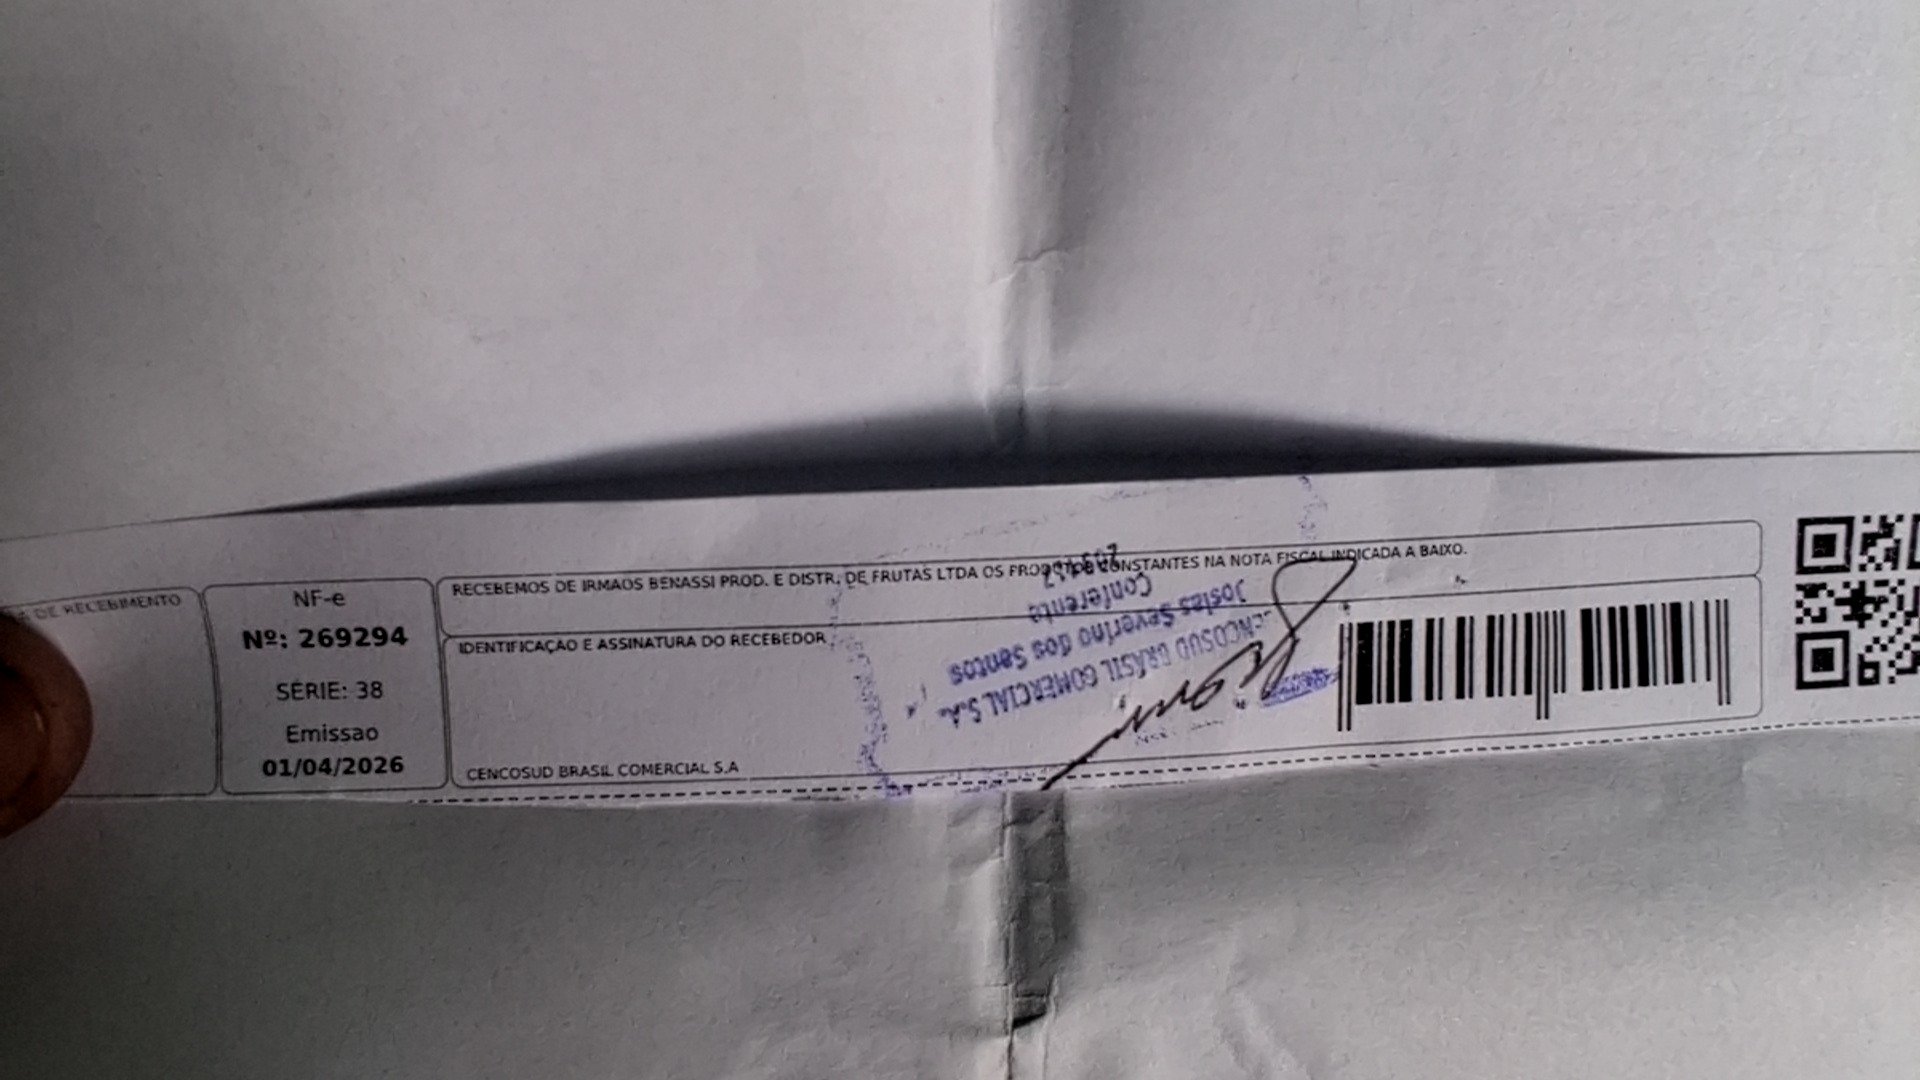 DE RECEBIMENTO
NF-e
Nº: 269294
SÉRIE: 38
Emissao
01/04/2026
RECEBEMOS DE IRMAOS BENASSI PROD. E DISTR. DE FRUTAS LTDA OS PRODUTOS CONSTANTES NA NOTA FISCAL INDICADA A BAIXO.
IDENTIFICAÇAO E ASSINATURA DO RECEBEDOR
CENCOSUD BRASIL COMERCIAL S.A
CENCOSUD BRASIL COMERCIAL S.A.
Josias Severino dos Santos
Conferente